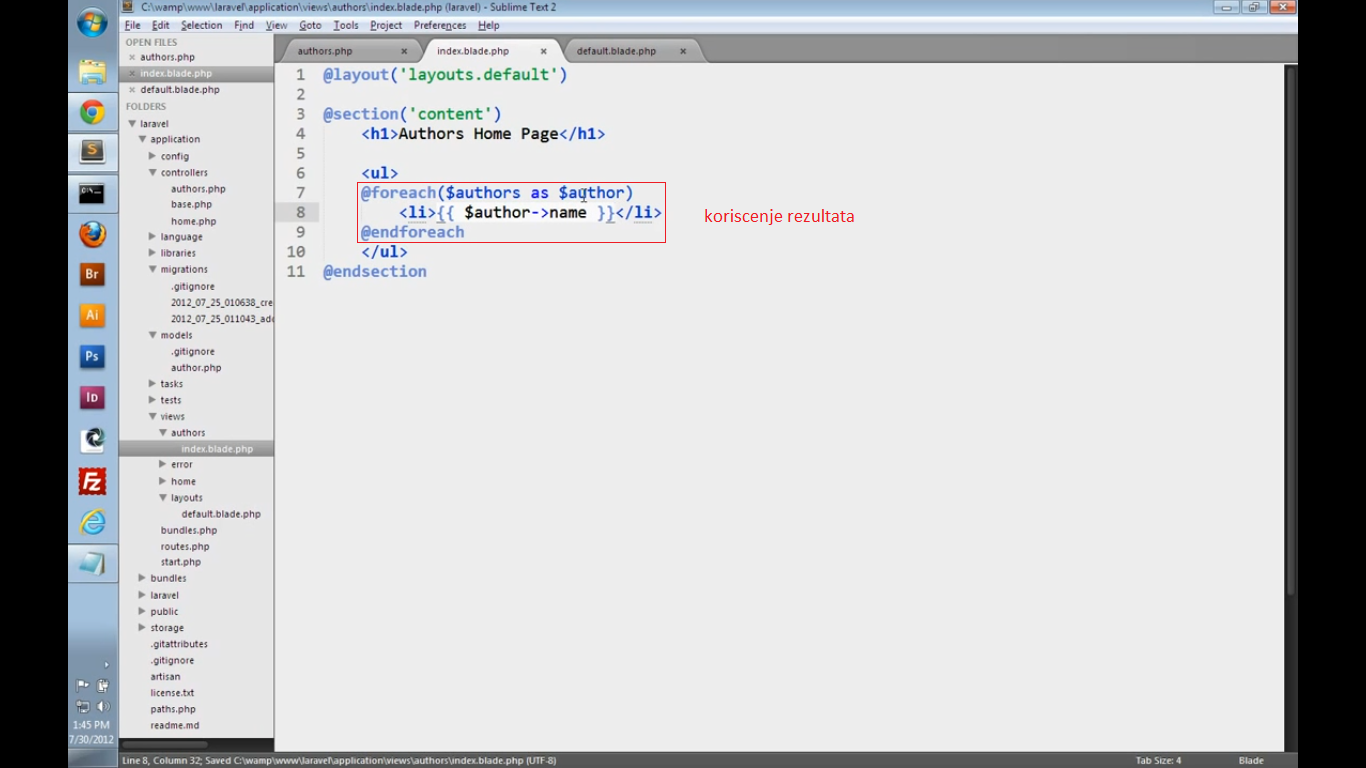 C:\wamp\www\laravel\application\views\authors\index.blade.php (laravel) - Sublime Text 2
File Edit Selection Find View Goto Tools Project Preferences Help
OPEN FILES
authors.php
index.blade.php
default.blade.php
FOLDERS
laravel
application
config
controllers
authors.php
base.php
home.php
language
libraries
migrations
.gitignore
2012_07_25_010638_cre
2012_07_25_011043_add
models
.gitignore
author.php
tasks
tests
views
authors
index.blade.php
error
home
layouts
default.blade.php
bundles.php
routes.php
start.php
bundles
laravel
public
storage
.gitattributes
.gitignore
artisan
license.txt
paths.php
readme.md
authors.php index.blade.php default.blade.php
1 @layout('layouts.default')
2
3 @section('content')
4 <h1>Authors Home Page</h1>
5
6 <ul>
7 @foreach($authors as $author)
8 <li>{{ $author->name }}</li>
9 @endforeach
10 </ul>
11 @endsection
koriscenje rezultata
Br
Ai
Ps
Id
Fz
1:45 PM
7/30/2012
Line 8, Column 32; Saved C:\wamp\www\laravel\application\views\authors\index.blade.php (UTF-8) Tab Size: 4 Blade